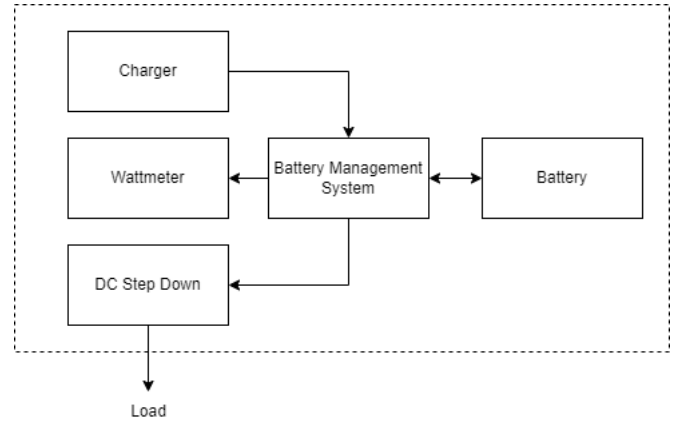 Charger
Wattmeter
Battery Management
System
Battery
DC Step Down
Load